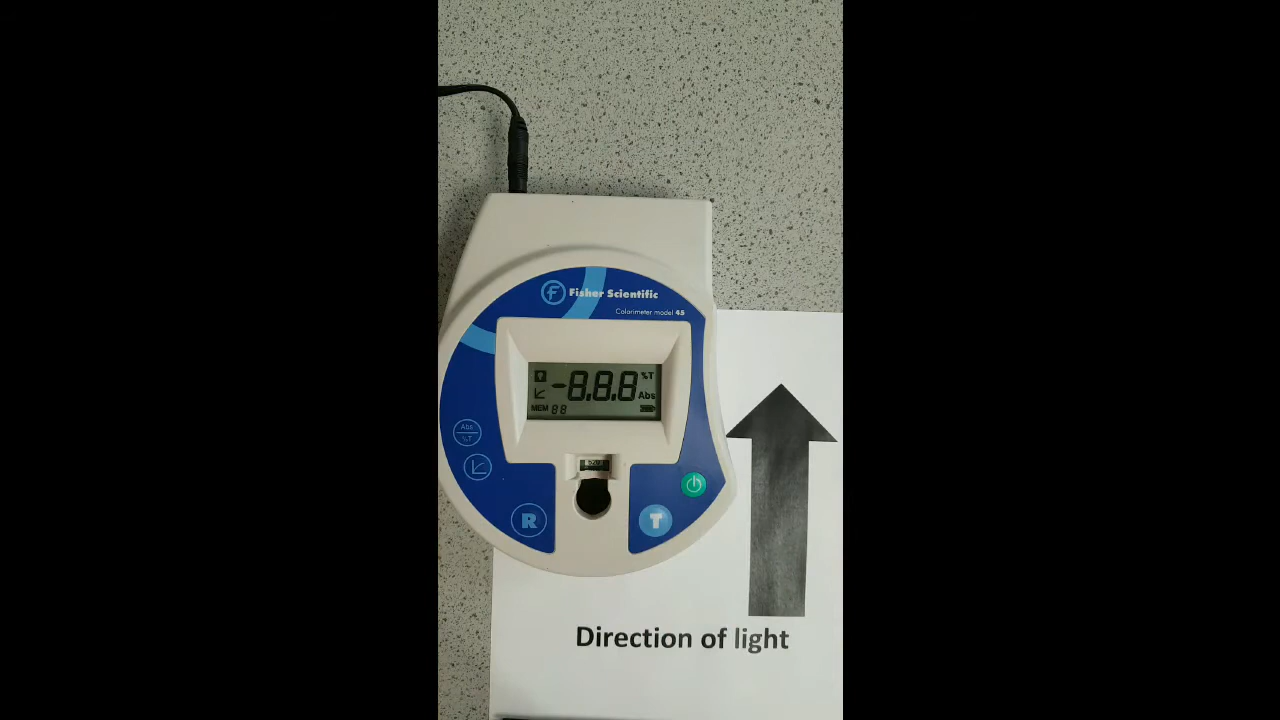 F Fisher Scientific
Colorimeter model 45
-8.8.8 %T
Abs
MEM 88
Abs
%T
R
T
Direction of light